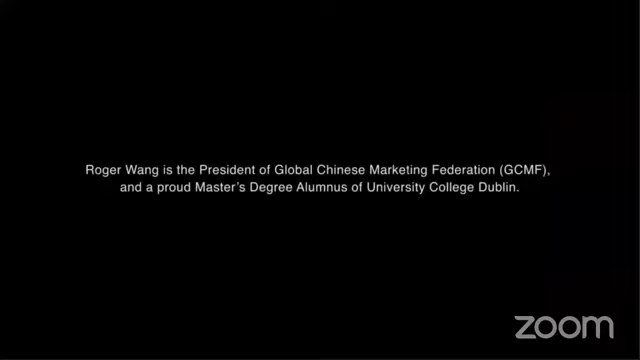 Roger Wang is the President of Global Chinese Marketing Federation (GCMF),
and a proud Master's Degree Alumnus of University College Dublin.
zoom